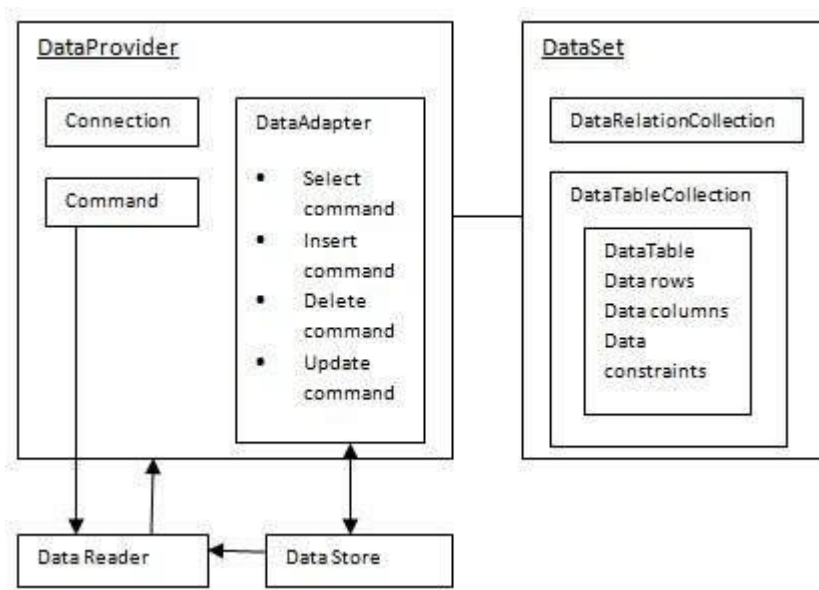 DataProvider
Connection
Command
DataAdapter
• Select
command
• Insert
command
• Delete
command
• Update
command
DataSet
DataRelationCollection
DataTableCollection
DataTable
Data rows
Data columns
Data
constraints
Data Reader
Data Store